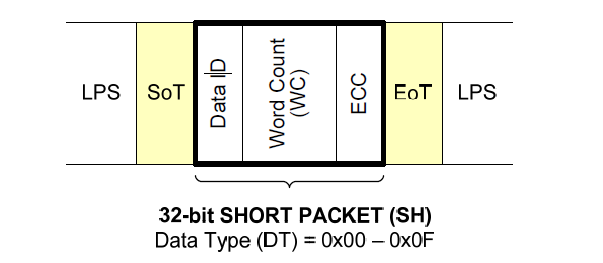 LPS SoT Data ID Word Count (WC) ECC EoT LPS
32-bit SHORT PACKET (SH)
Data Type (DT) = 0x00 – 0x0F